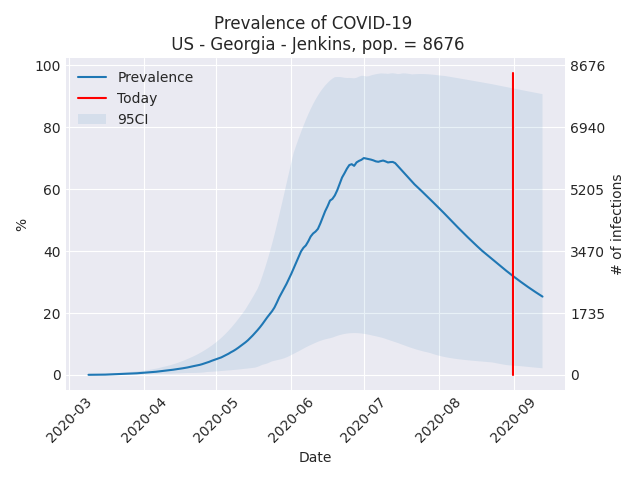 Prevalence of COVID-19
US - Georgia - Jenkins, pop. = 8676
Prevalence
Today
95CI
100
80
60
40
20
0
%
8676
6940
5205
3470
1735
0
# of infections
2020-03
2020-04
2020-05
2020-06
2020-07
2020-08
2020-09
Date